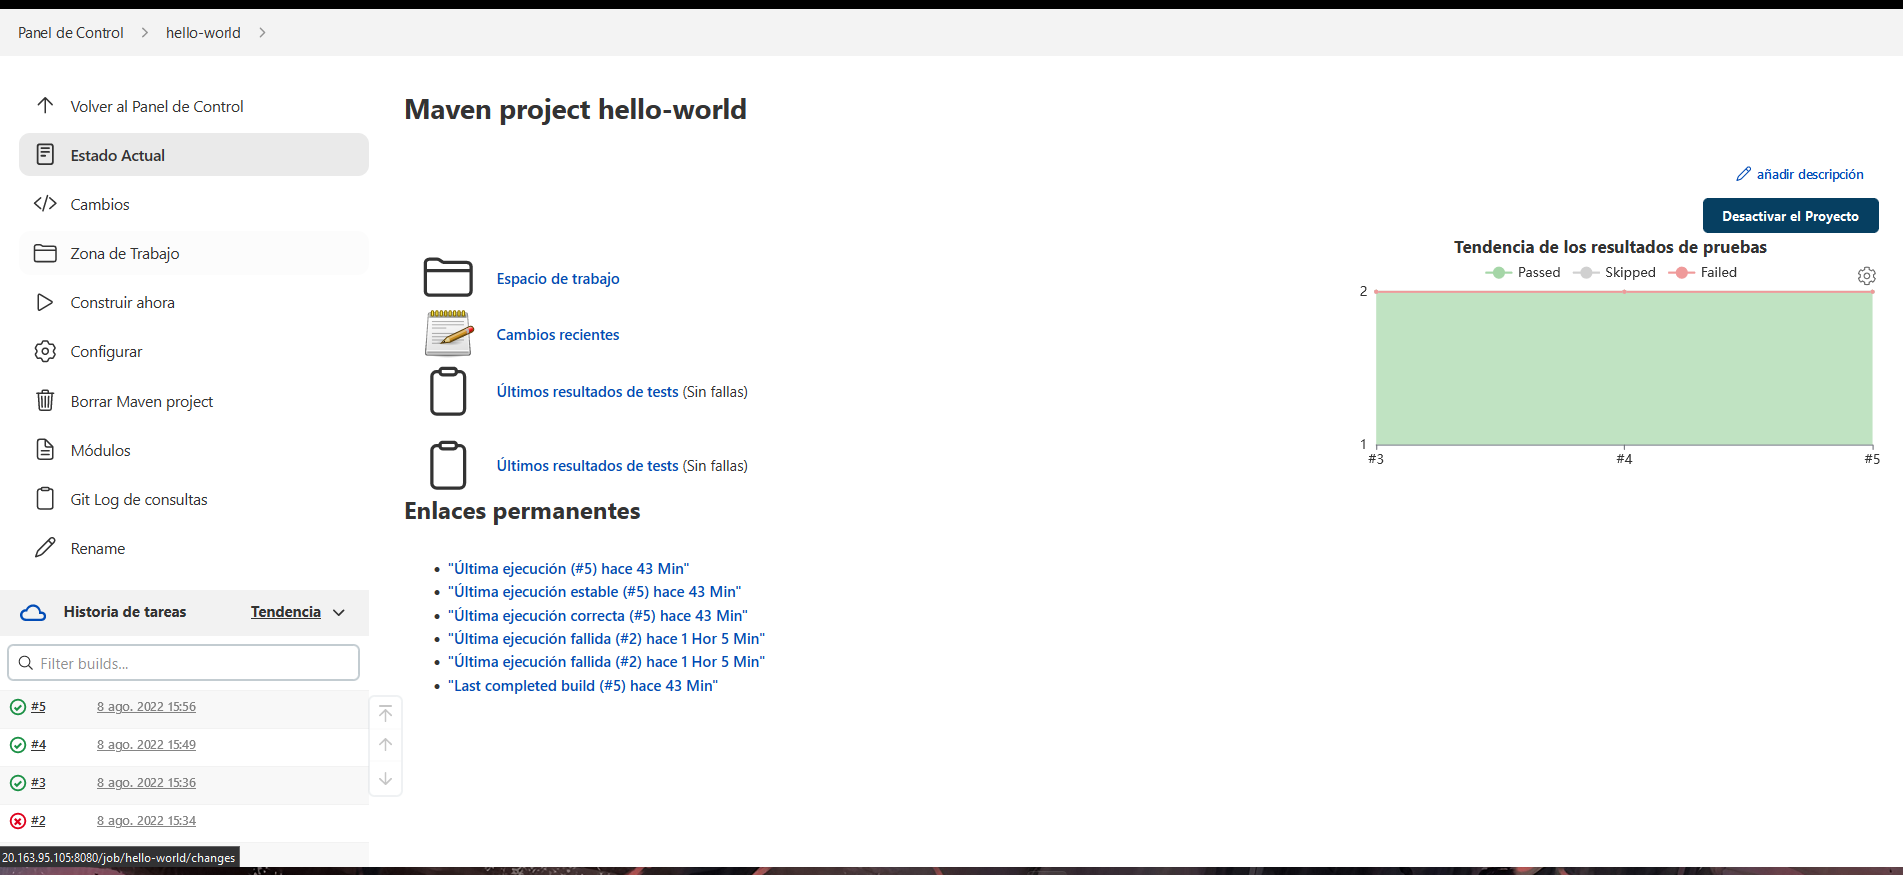 Panel de Control
hello-world
Volver al Panel de Control
Estado Actual
Cambios
Zona de Trabajo
Construir ahora
Configurar
Borrar Maven project
Módulos
Git Log de consultas
Rename
Historia de tareas
Tendencia
Filter builds...
#5 8 ago. 2022 15:56
#4 8 ago. 2022 15:49
#3 8 ago. 2022 15:36
#2 8 ago. 2022 15:34
20.163.95.105:8080/job/hello-world/changes
Maven project hello-world
añadir descripción
Desactivar el Proyecto
Espacio de trabajo
Cambios recientes
Últimos resultados de tests (Sin fallas)
Últimos resultados de tests (Sin fallas)
Tendencia de los resultados de pruebas
Passed Skipped Failed
2
1
#3 #4 #5
Enlaces permanentes
"Última ejecución (#5) hace 43 Min"
"Última ejecución estable (#5) hace 43 Min"
"Última ejecución correcta (#5) hace 43 Min"
"Última ejecución fallida (#2) hace 1 Hor 5 Min"
"Última ejecución fallida (#2) hace 1 Hor 5 Min"
"Last completed build (#5) hace 43 Min"